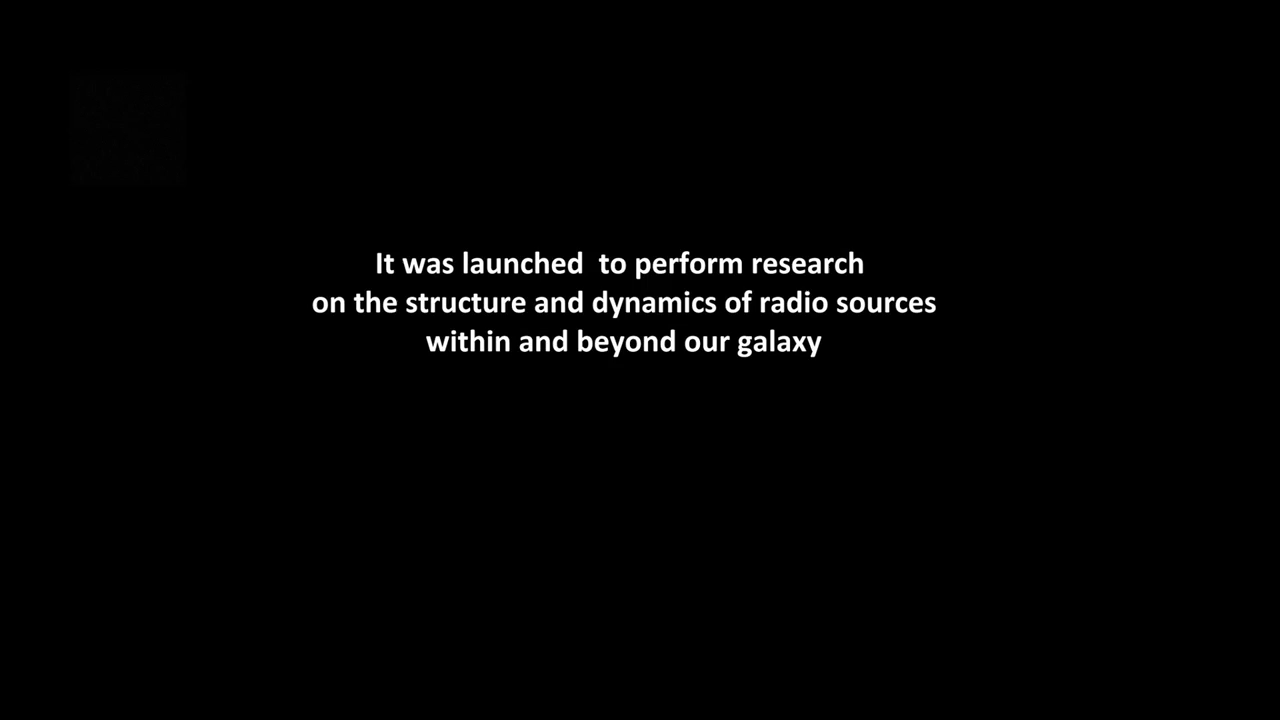 It was launched  to perform research
on the structure and dynamics of radio sources
within and beyond our galaxy